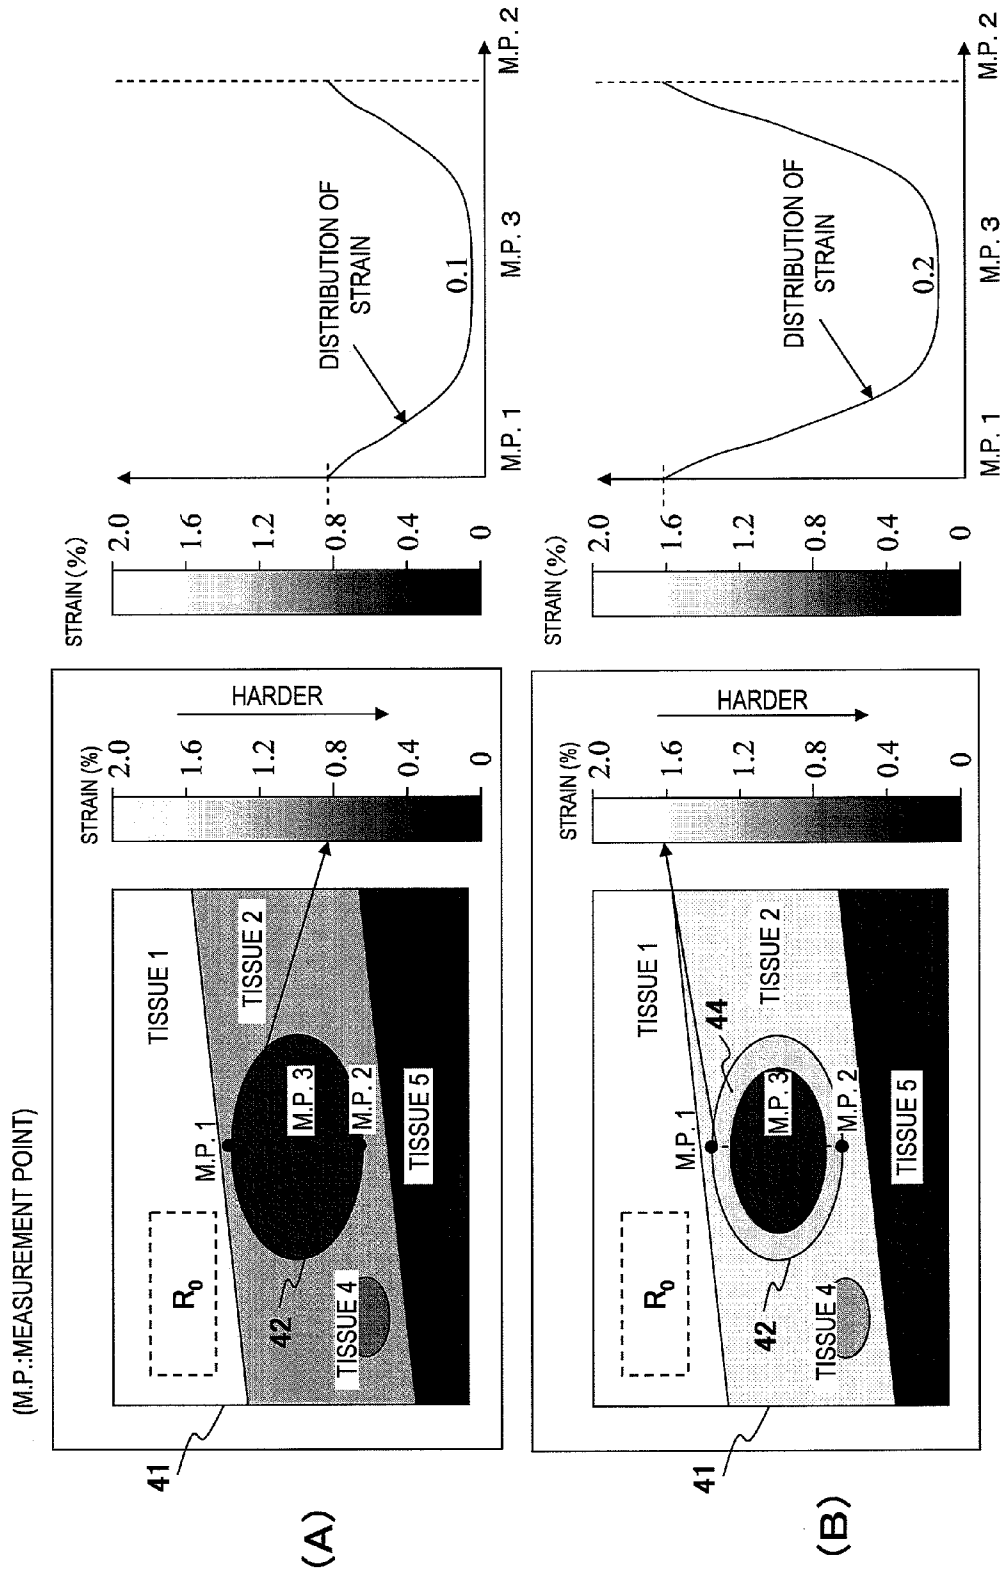 (M.P.:MEASUREMENT POINT)
(A)
41
R0
TISSUE 1
M.P. 1
TISSUE 2
M.P. 3
M.P. 2
42
TISSUE 4
TISSUE 5
STRAIN (%)
2.0
1.6
1.2
0.8
0.4
0
HARDER
STRAIN (%)
2.0
1.6
1.2
0.8
0.4
0
DISTRIBUTION OF
STRAIN
0.1
M.P. 1
M.P. 3
M.P. 2
(B)
41
R0
TISSUE 1
M.P. 1
44
TISSUE 2
M.P. 3
M.P. 2
42
TISSUE 4
TISSUE 5
STRAIN (%)
2.0
1.6
1.2
0.8
0.4
0
HARDER
STRAIN (%)
2.0
1.6
1.2
0.8
0.4
0
DISTRIBUTION OF
STRAIN
0.2
M.P. 1
M.P. 3
M.P. 2